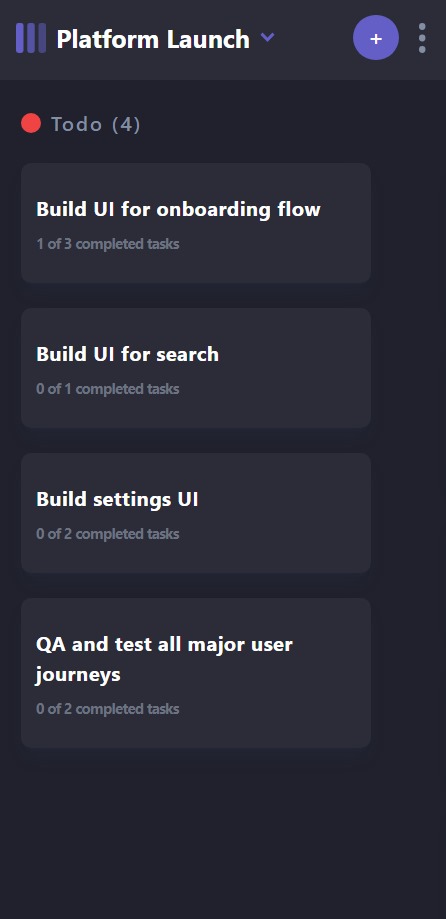 Platform Launch
+
Todo (4)
Build UI for onboarding flow
1 of 3 completed tasks
Build UI for search
0 of 1 completed tasks
Build settings UI
0 of 2 completed tasks
QA and test all major user
journeys
0 of 2 completed tasks